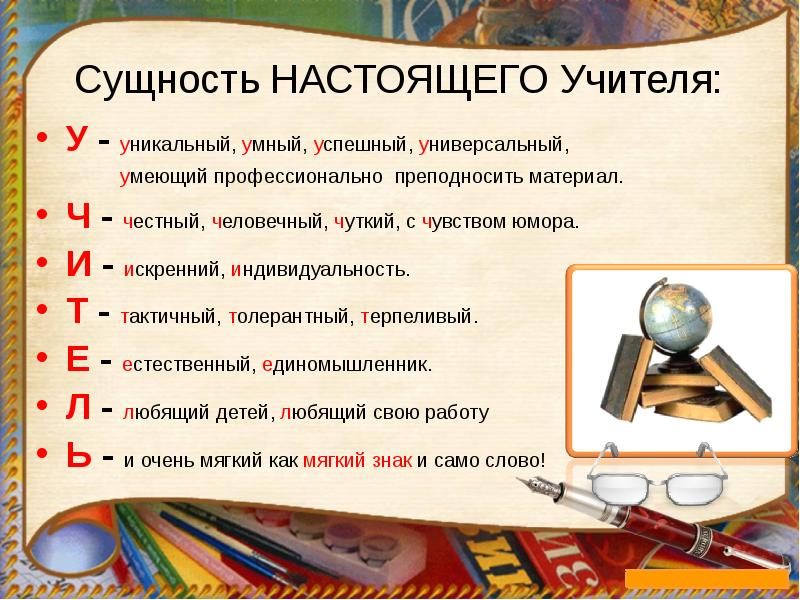 Сущность НАСТОЯЩЕГО Учителя:
• У - уникальный, умный, успешный, универсальный,
умеющий профессионально преподносить материал.
• Ч - честный, человечный, чуткий, с чувством юмора.
• И - искренний, индивидуальность.
• Т - тактичный, толерантный, терпеливый.
• Е - естественный, единомышленник.
• Л - любящий детей, любящий свою работу
• Ь - и очень мягкий как мягкий знак и само слово!